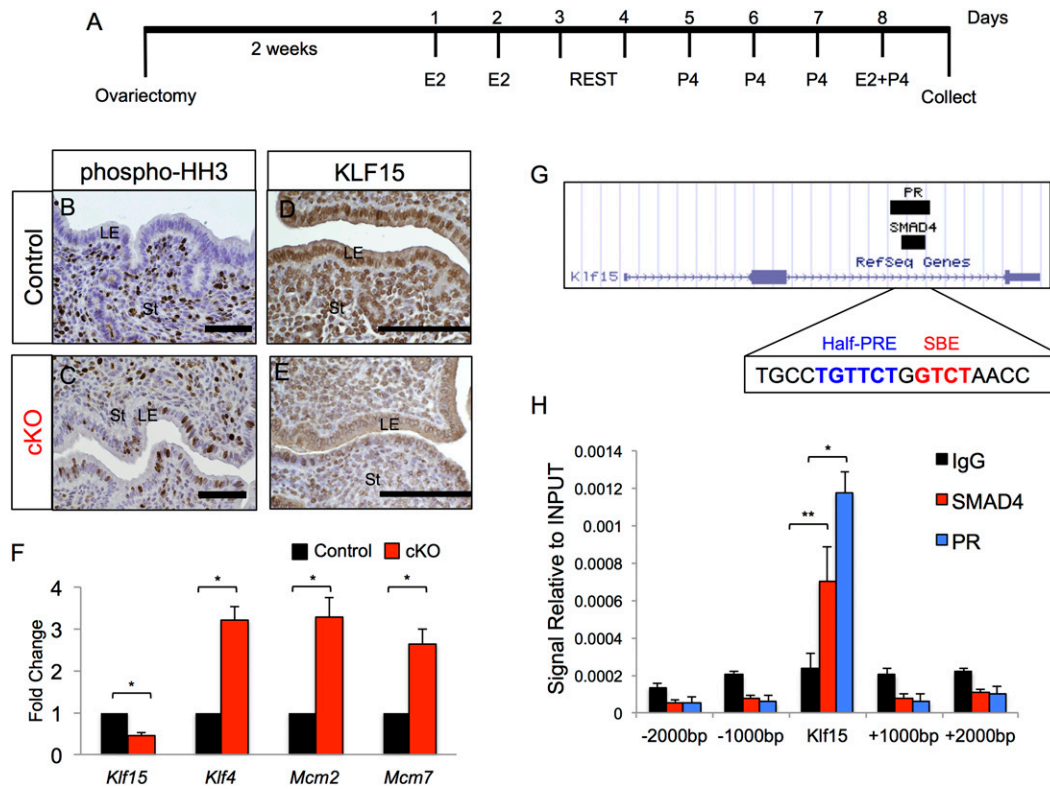 A
1 2 3 4 5 6 7 8 Days
2 weeks
E2 E2 REST P4 P4 P4 E2+P4
Ovariectomy Collect
phospho-HH3 KLF15
Control
B
LE
St
D
LE
cKO
C
St LE
E
LE
St
F
Control cKO
Fold Change
4
3
2
1
0
* * * *
Klf15 Klf4 Mcm2 Mcm7
G
PR
SMAD4
RefSeq Genes
Klf15
Half-PRE SBE
TGCCTGTTCTGGTCTAACC
H
Signal Relative to INPUT
0.0014
0.0012
0.001
0.0008
0.0006
0.0004
0.0002
0
*
**
IgG
SMAD4
PR
-2000bp -1000bp Klf15 +1000bp +2000bp